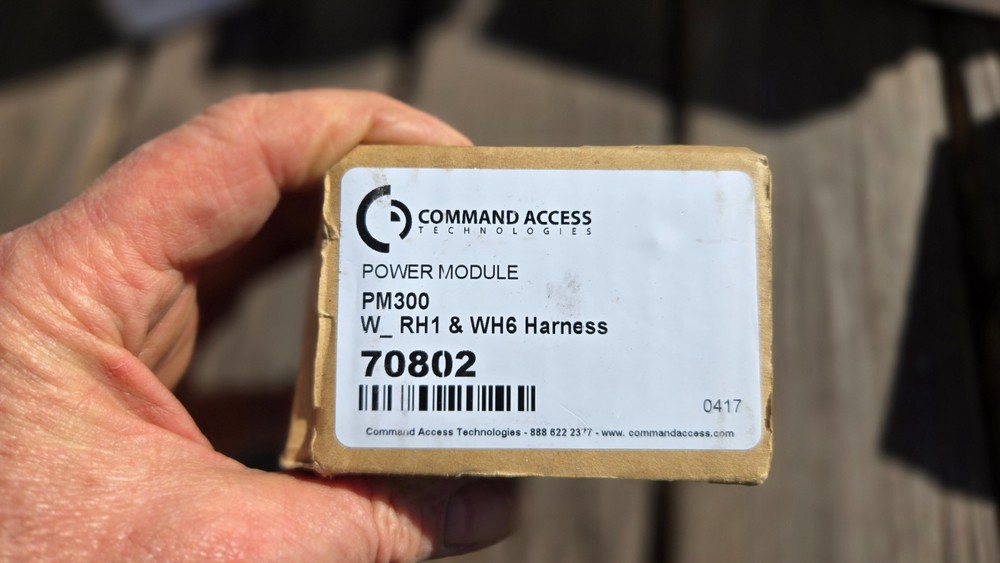 COMMAND ACCESS
TECHNOLOGIES
POWER MODULE
PM300
W_ RH1 & WH6 Harness
70802
0417
Command Access Technologies - 888 622 2377 - www. commandaccess.com